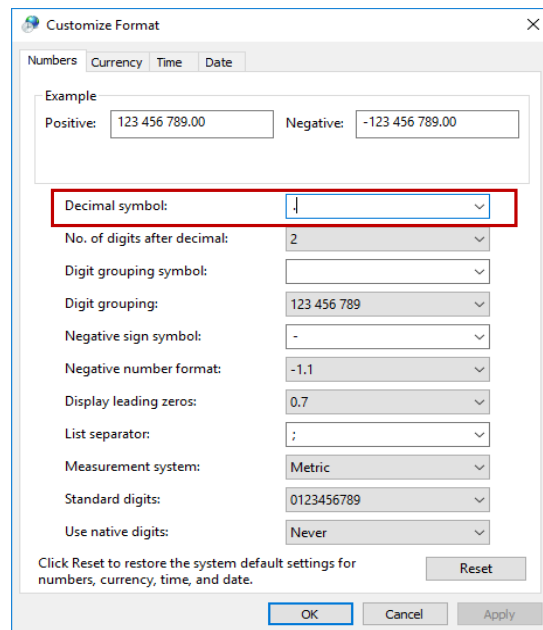 Customize Format
Numbers Currency Time Date
Example
Positive: 123 456 789.00 Negative: -123 456 789.00
Decimal symbol: .
No. of digits after decimal: 2
Digit grouping symbol:
Digit grouping: 123 456 789
Negative sign symbol: -
Negative number format: -1.1
Display leading zeros: 0.7
List separator: ;
Measurement system: Metric
Standard digits: 0123456789
Use native digits: Never
Click Reset to restore the system default settings for
numbers, currency, time, and date.
Reset
OK Cancel Apply